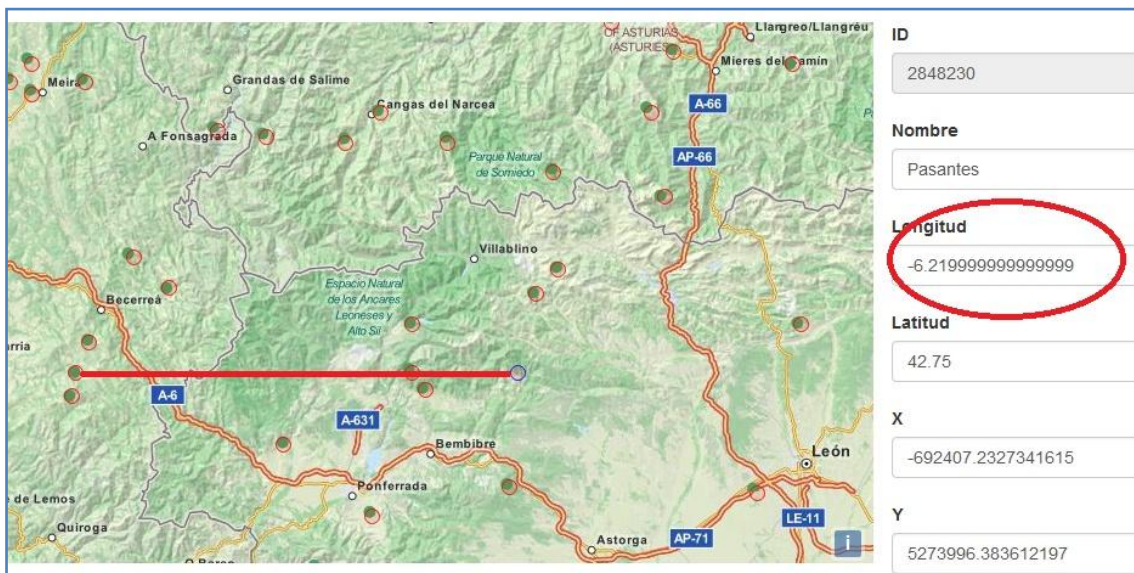 OF ASTURIAS
(ASTURIES)
Llangreo/Llangréu
Meira
Grandas de Salime
Mieres del Camín
Cangas del Narcea
A-66
A Fonsagrada
Parque Natural
de Somiedo
AP-66
Villablino
Espacio Natural
de los Ancares
Leoneses y
Alto Sil
Becerreá
arria
A-6
A-631
Bembibre
León
Ponferrada
e de Lemos
Quiroga
LE-11
Astorga
AP-71
i
O Barco
ID
2848230
Nombre
Pasantes
Longitud
-6.219999999999999
Latitud
42.75
X
-692407.2327341615
Y
5273996.383612197